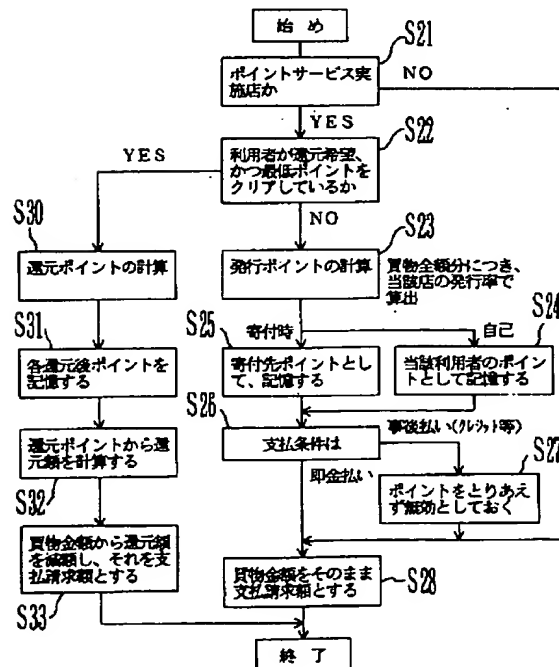 始め
S21
ポイントサービス実
施店か
NO
YES
S22
YES
利用者が還元希望、
かつ最低ポイントを
クリアしているか
NO
S30
還元ポイントの計算
S23
発行ポイントの計算
買物全額分につき、
当該店の発行率で
算出
S31
各還元後ポイントを
記憶する
S25
寄付時
自己
S24
寄付先ポイントとし
て、記憶する
当該利用者のポイン
トとして記憶する
S26
還元ポイントから還
元額を計算する
S32
支払条件は
事後払い(クレジット等)
即金払い
S27
ポイントをとりあえ
ず無効としておく
買物金額から還元額
を減額し、それを支
払請求額とする
S33
買物金額をそのまま
支払請求額とする
S28
終了